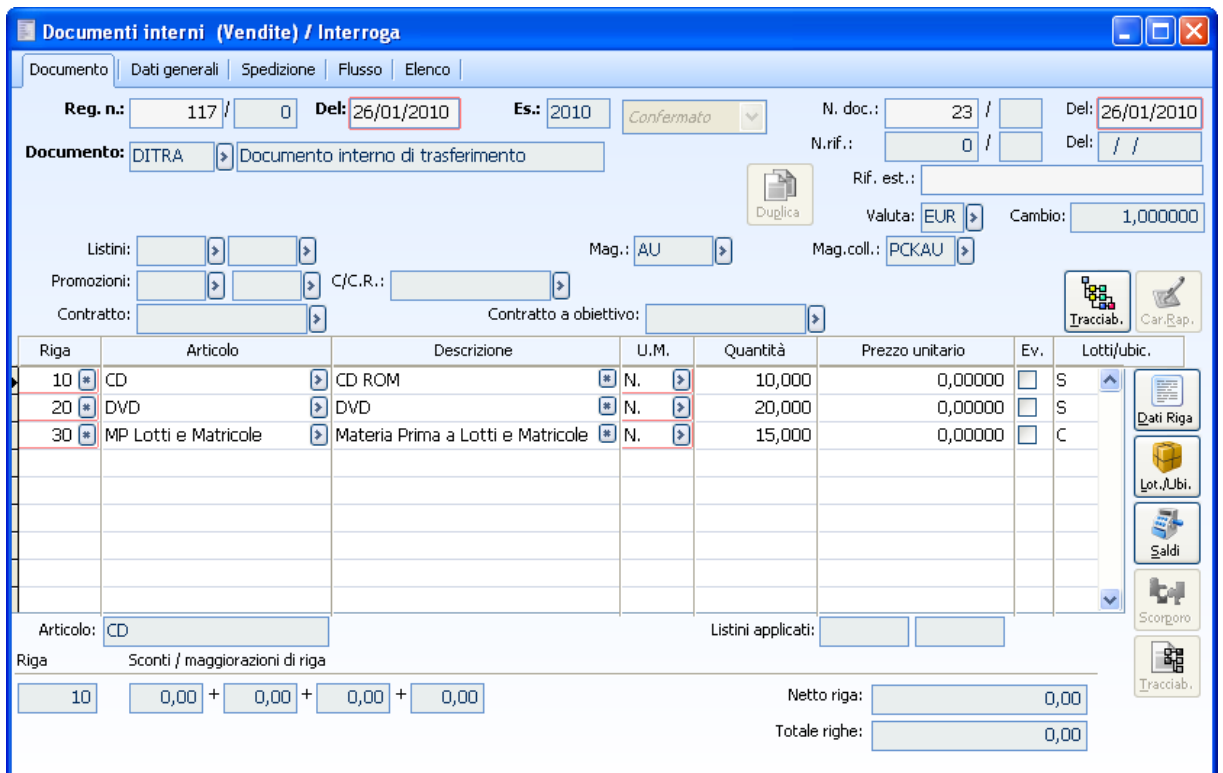 Documenti interni (Vendite) / Interroga
Documento Dati generali Spedizione Flusso Elenco
Reg. n.: 117 / 0 Del: 26/01/2010 Es.: 2010 Confermato N. doc.: 23 / Del: 26/01/2010
N.rif.: 0 / Del: / /
Documento: DITRA Documento interno di trasferimento
Rif. est.:
Duplica
Valuta: EUR Cambio: 1,000000
Listini: Mag.: AU Mag.coll.: PCKAU
Promozioni: C/C.R.:
Contratto: Contratto a obiettivo:
Tracciab. Car.Rap.
Riga Articolo Descrizione U.M. Quantità Prezzo unitario Ev. Lotti/ubic.
10 CD CD ROM N. 10,000 0,00000 S
20 DVD DVD N. 20,000 0,00000 S
30 MP Lotti e Matricole Materia Prima a Lotti e Matricole N. 15,000 0,00000 C
Dati Riga
Lot./Ubi.
Saldi
Scorporo
Tracciab.
Articolo: CD Listini applicati:
Riga Sconti / maggiorazioni di riga
10 0,00 + 0,00 + 0,00 + 0,00
Netto riga: 0,00
Totale righe: 0,00